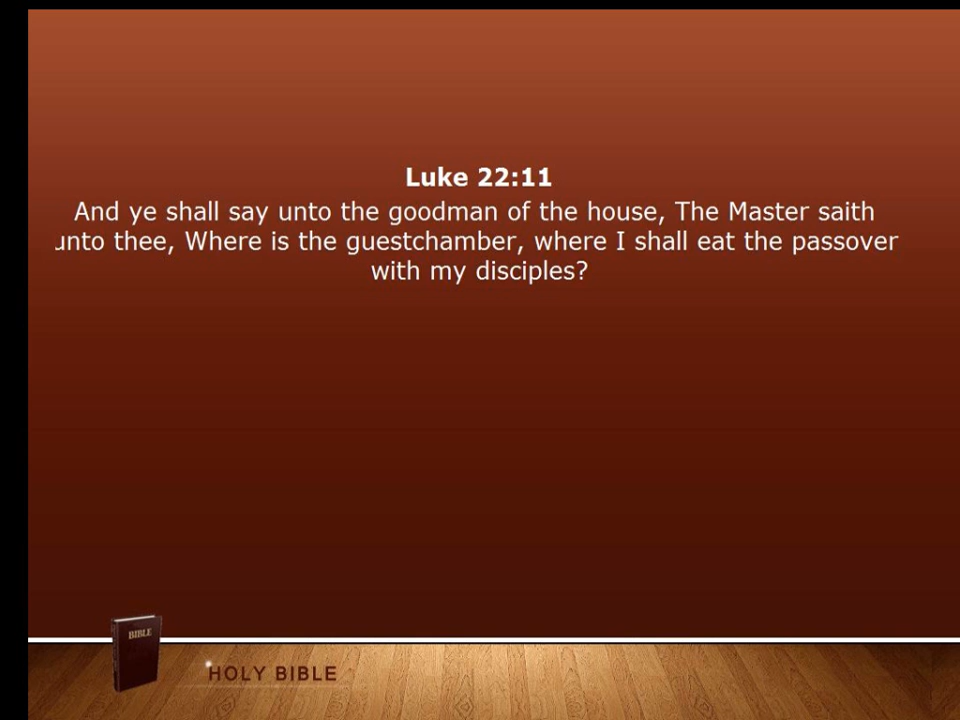 Luke 22:11
And ye shall say unto the goodman of the house, The Master saith
unto thee, Where is the guestchamber, where I shall eat the passover
with my disciples?
BIBLE
HOLY BIBLE